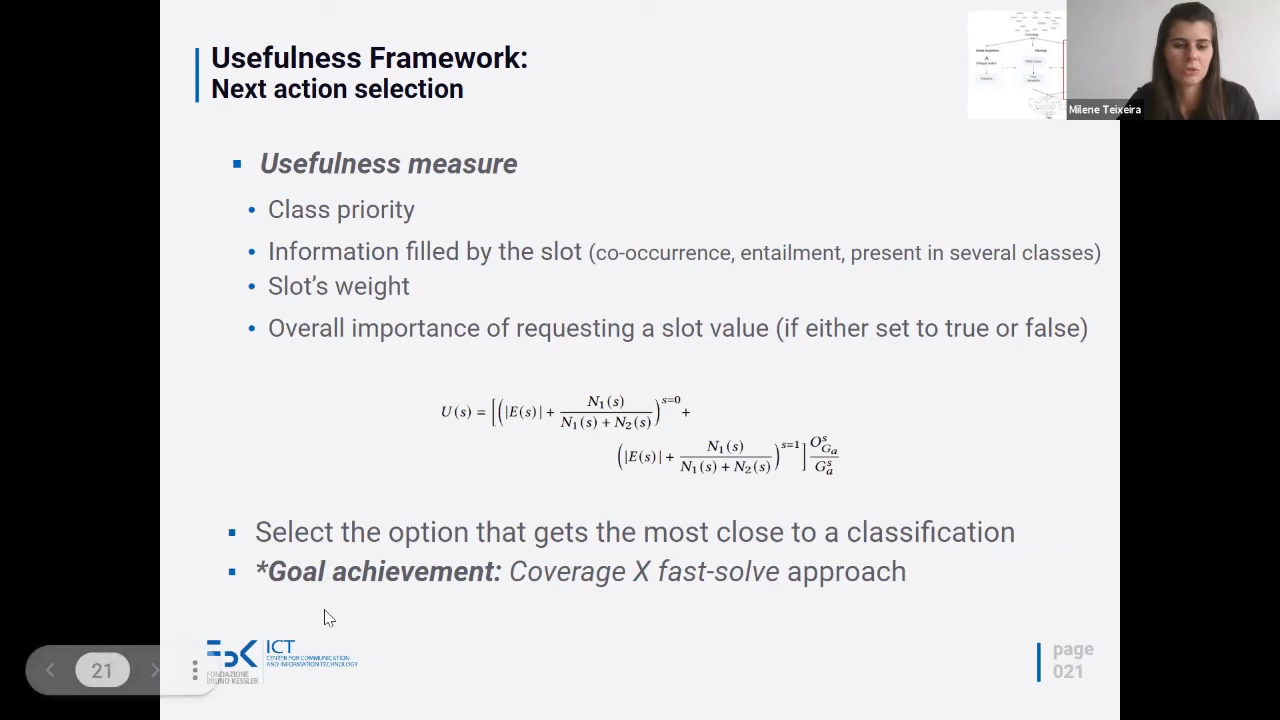 Usefulness Framework:
Next action selection
Milene Teixeira
▪ Usefulness measure
• Class priority
• Information filled by the slot (co-occurrence, entailment, present in several classes)
• Slot's weight
• Overall importance of requesting a slot value (if either set to true or false)
U(s) = [(|E(s)| + N₁(s) / (N₁(s) + N₂(s)))^{s=0} +
(|E(s)| + N₁(s) / (N₁(s) + N₂(s)))^{s=1}] O^s_{G_a} / G^s_a
▪ Select the option that gets the most close to a classification
▪ *Goal achievement: Coverage X fast-solve approach
ICT
CENTER FOR COMMUNICATION
AND INFORMATION TECHNOLOGY
FONDAZIONE
BRUNO KESSLER
21
page
021